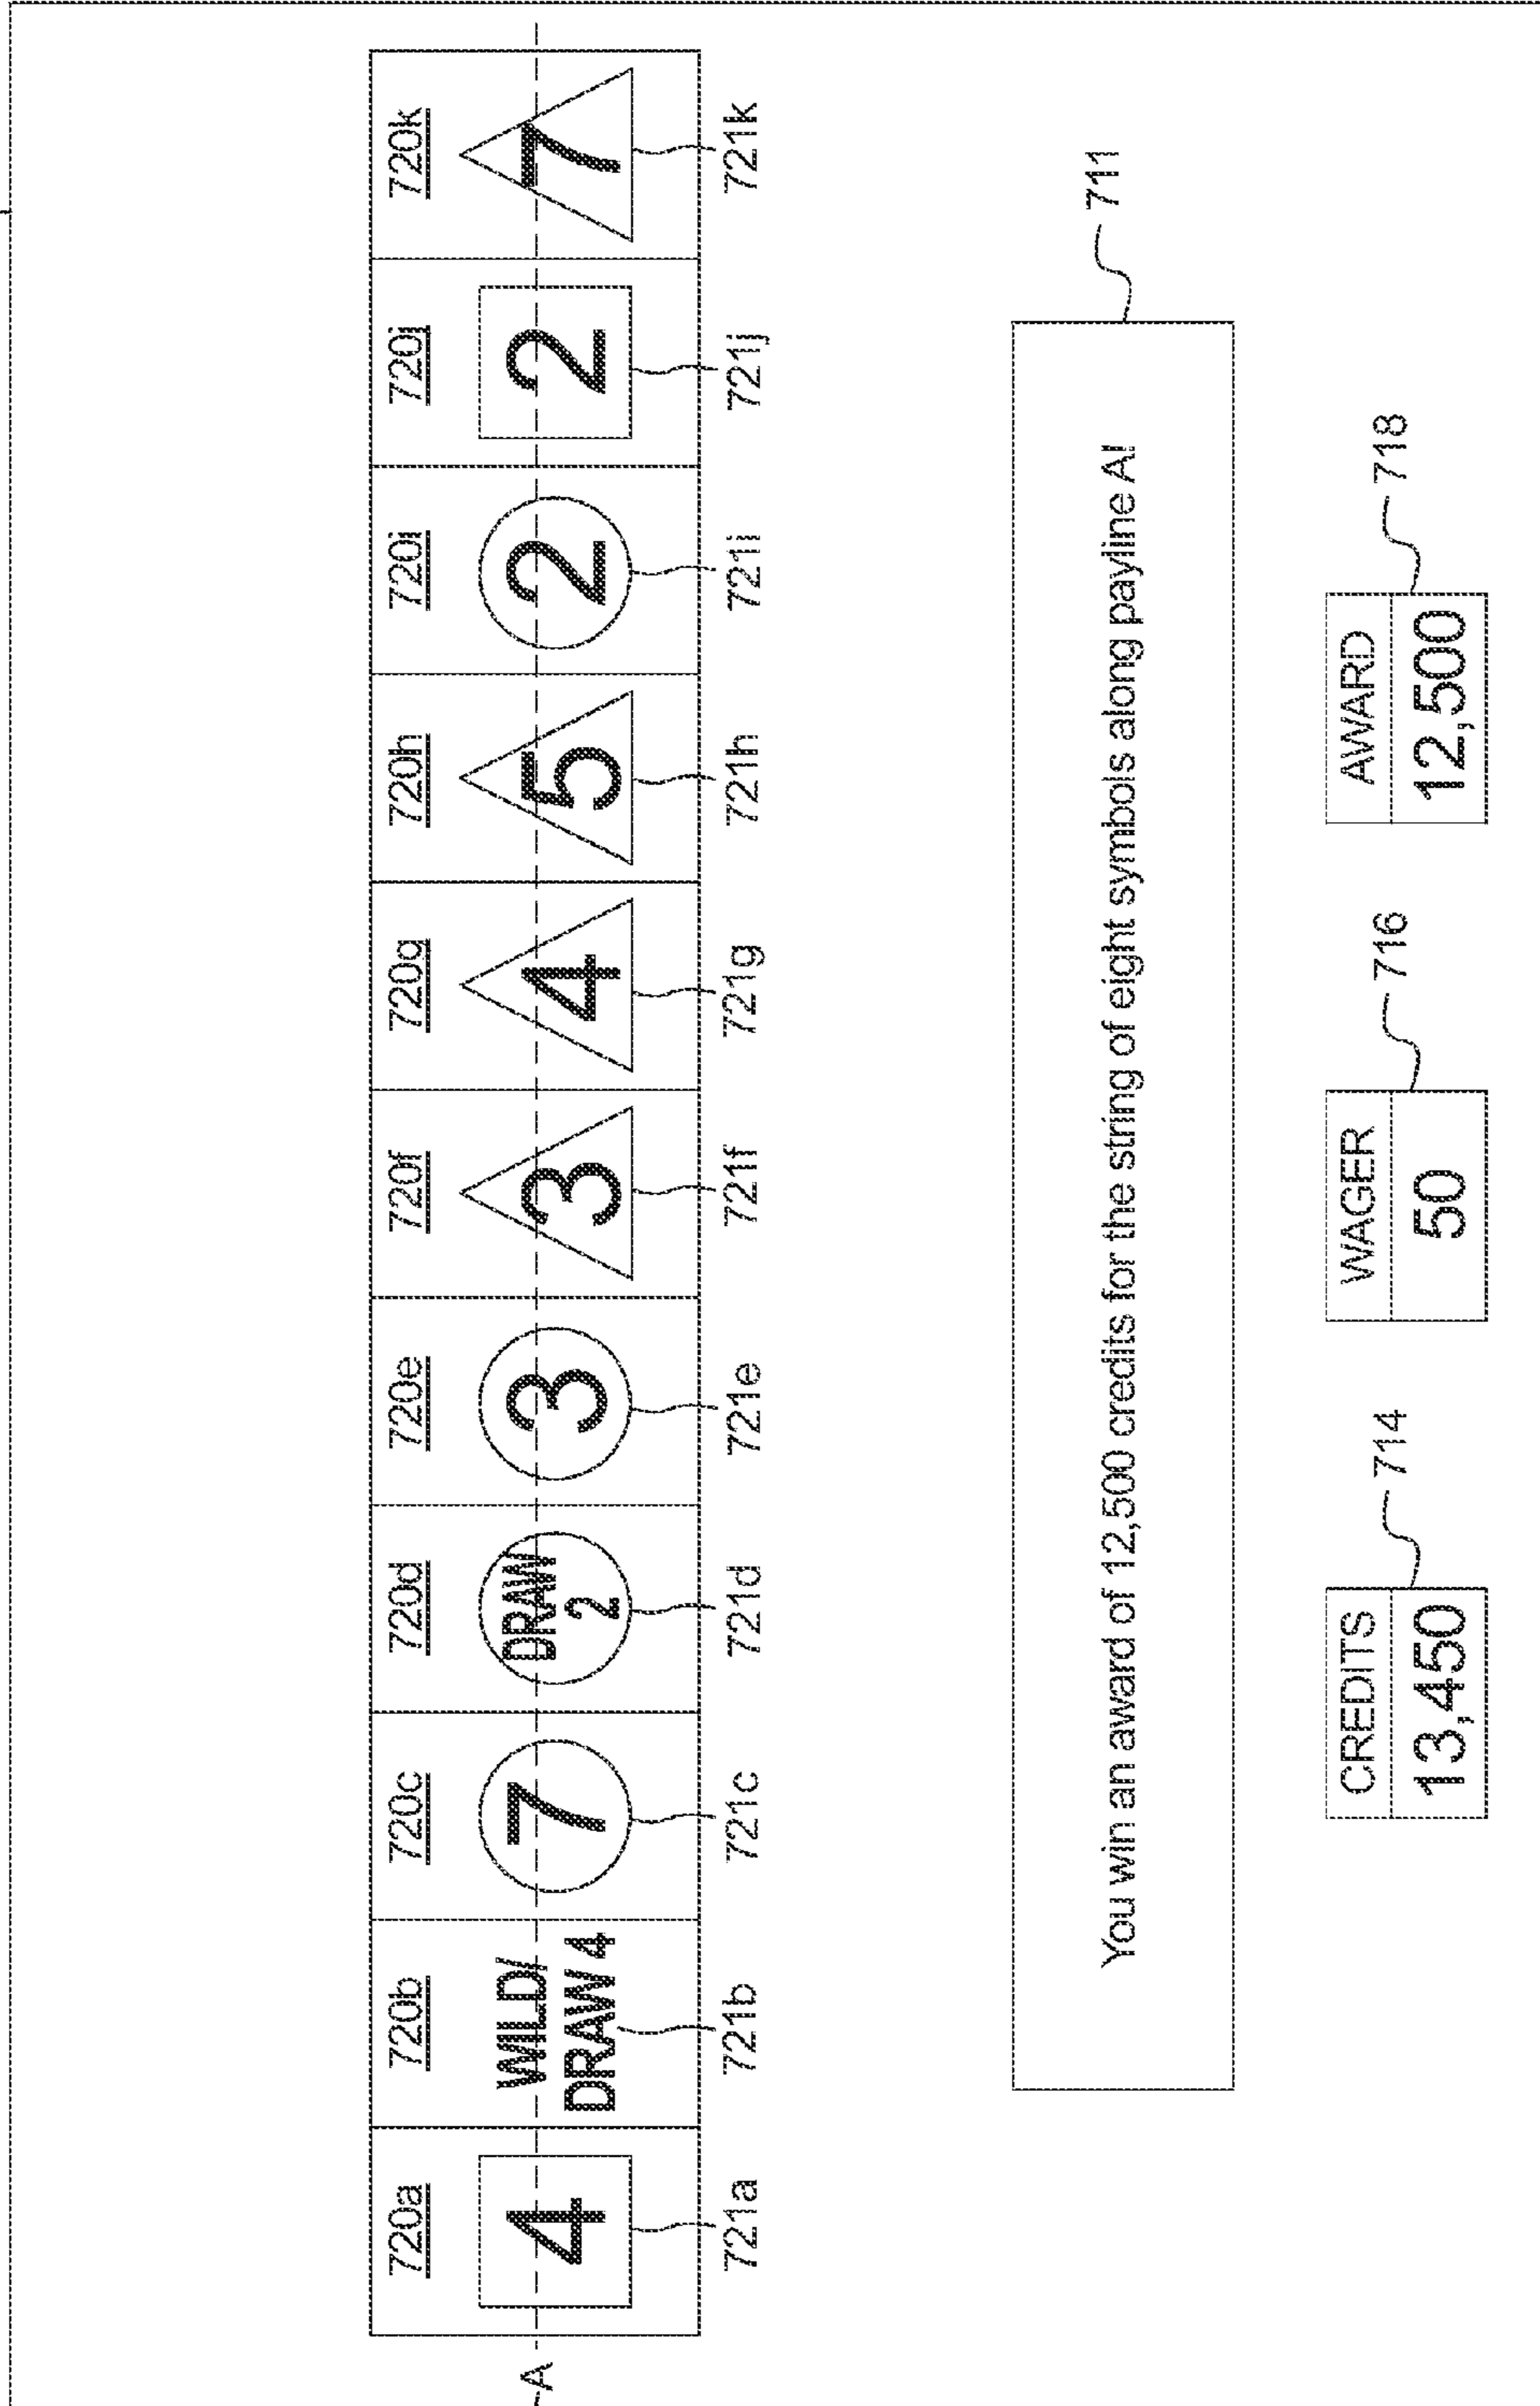 720a 720b 720c 720d 720e 720f 720g 720h 720i 720j 720k
A
4 WILD/ DRAW 4 7 DRAW 2 3 3 4 5 2 2 7
721a 721b 721c 721d 721e 721f 721g 721h 721i 721j 721k
You win an award of 12,500 credits for the string of eight symbols along payline A!
711
CREDITS WAGER AWARD
13,450 50 12,500
714 716 718